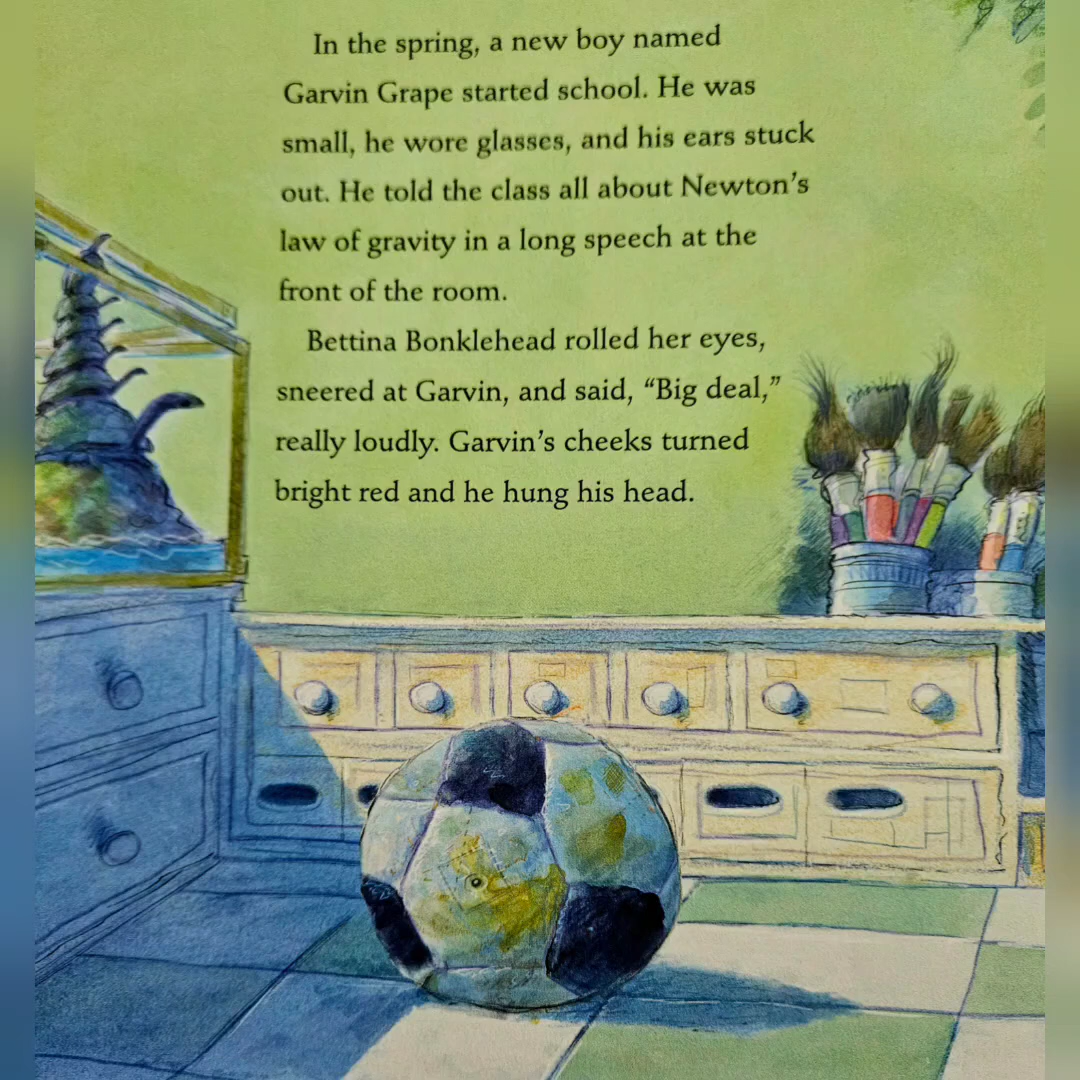 In the spring, a new boy named
Garvin Grape started school. He was
small, he wore glasses, and his ears stuck
out. He told the class all about Newton’s
law of gravity in a long speech at the
front of the room.
Bettina Bonklehead rolled her eyes,
sneered at Garvin, and said, “Big deal,”
really loudly. Garvin’s cheeks turned
bright red and he hung his head.